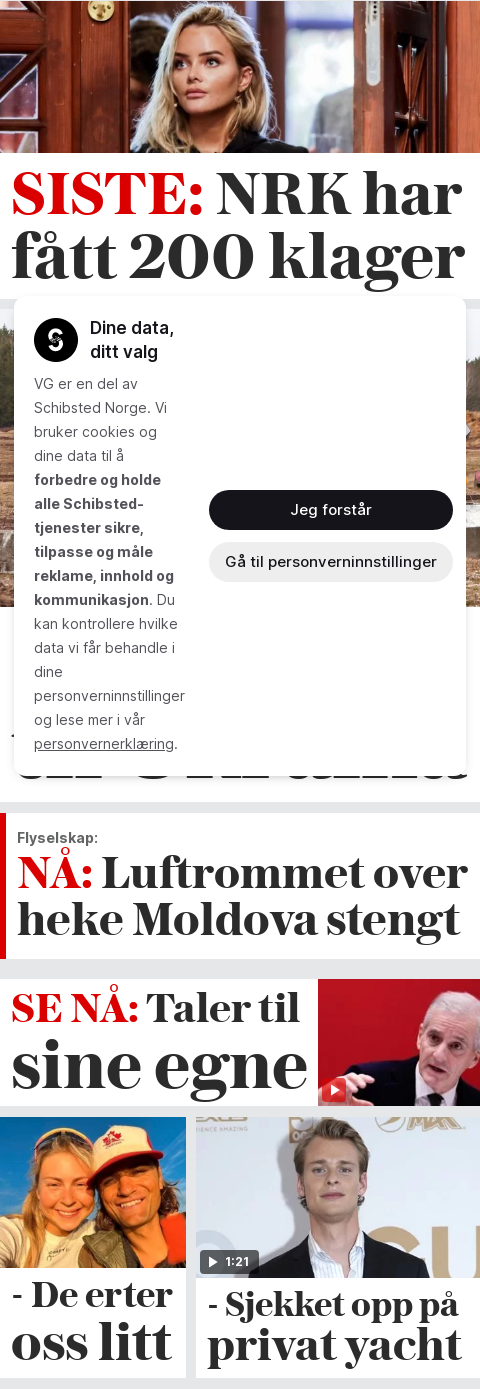 SISTE: NRK har
fått 200 klager
Dine data,
ditt valg
VG er en del av
Schibsted Norge. Vi
bruker cookies og
dine data til å
forbedre og holde
alle Schibsted-
tjenester sikre,
tilpasse og måle
reklame, innhold og
kommunikasjon. Du
kan kontrollere hvilke
data vi får behandle i
dine
personverninnstillinger
og lese mer i vår
personvernerklæring.
Jeg forstår
Gå til personverninnstillinger
Flyselskap:
NÅ: Luftrommet over
heke Moldova stengt
SE NÅ: Taler til
sine egne
1:21
- De erter
oss litt
- Sjekket opp på
privat yacht